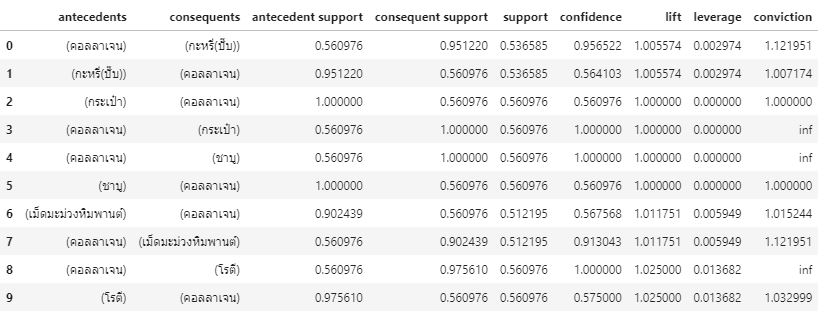 antecedents consequents antecedent support consequent support support confidence lift leverage conviction
0 (คอลลาเจน) (กะหรี่(ปั๊บ)) 0.560976 0.951220 0.536585 0.956522 1.005574 0.002974 1.121951
1 (กะหรี่(ปั๊บ)) (คอลลาเจน) 0.951220 0.560976 0.536585 0.564103 1.005574 0.002974 1.007174
2 (กระเป๋า) (คอลลาเจน) 1.000000 0.560976 0.560976 0.560976 1.000000 0.000000 1.000000
3 (คอลลาเจน) (กระเป๋า) 0.560976 1.000000 0.560976 1.000000 1.000000 0.000000 inf
4 (คอลลาเจน) (ชาบู) 0.560976 1.000000 0.560976 1.000000 1.000000 0.000000 inf
5 (ชาบู) (คอลลาเจน) 1.000000 0.560976 0.560976 0.560976 1.000000 0.000000 1.000000
6 (เม็ดมะม่วงหิมพานต์) (คอลลาเจน) 0.902439 0.560976 0.512195 0.567568 1.011751 0.005949 1.015244
7 (คอลลาเจน) (เม็ดมะม่วงหิมพานต์) 0.560976 0.902439 0.512195 0.913043 1.011751 0.005949 1.121951
8 (คอลลาเจน) (โรตี) 0.560976 0.975610 0.560976 1.000000 1.025000 0.013682 inf
9 (โรตี) (คอลลาเจน) 0.975610 0.560976 0.560976 0.575000 1.025000 0.013682 1.032999